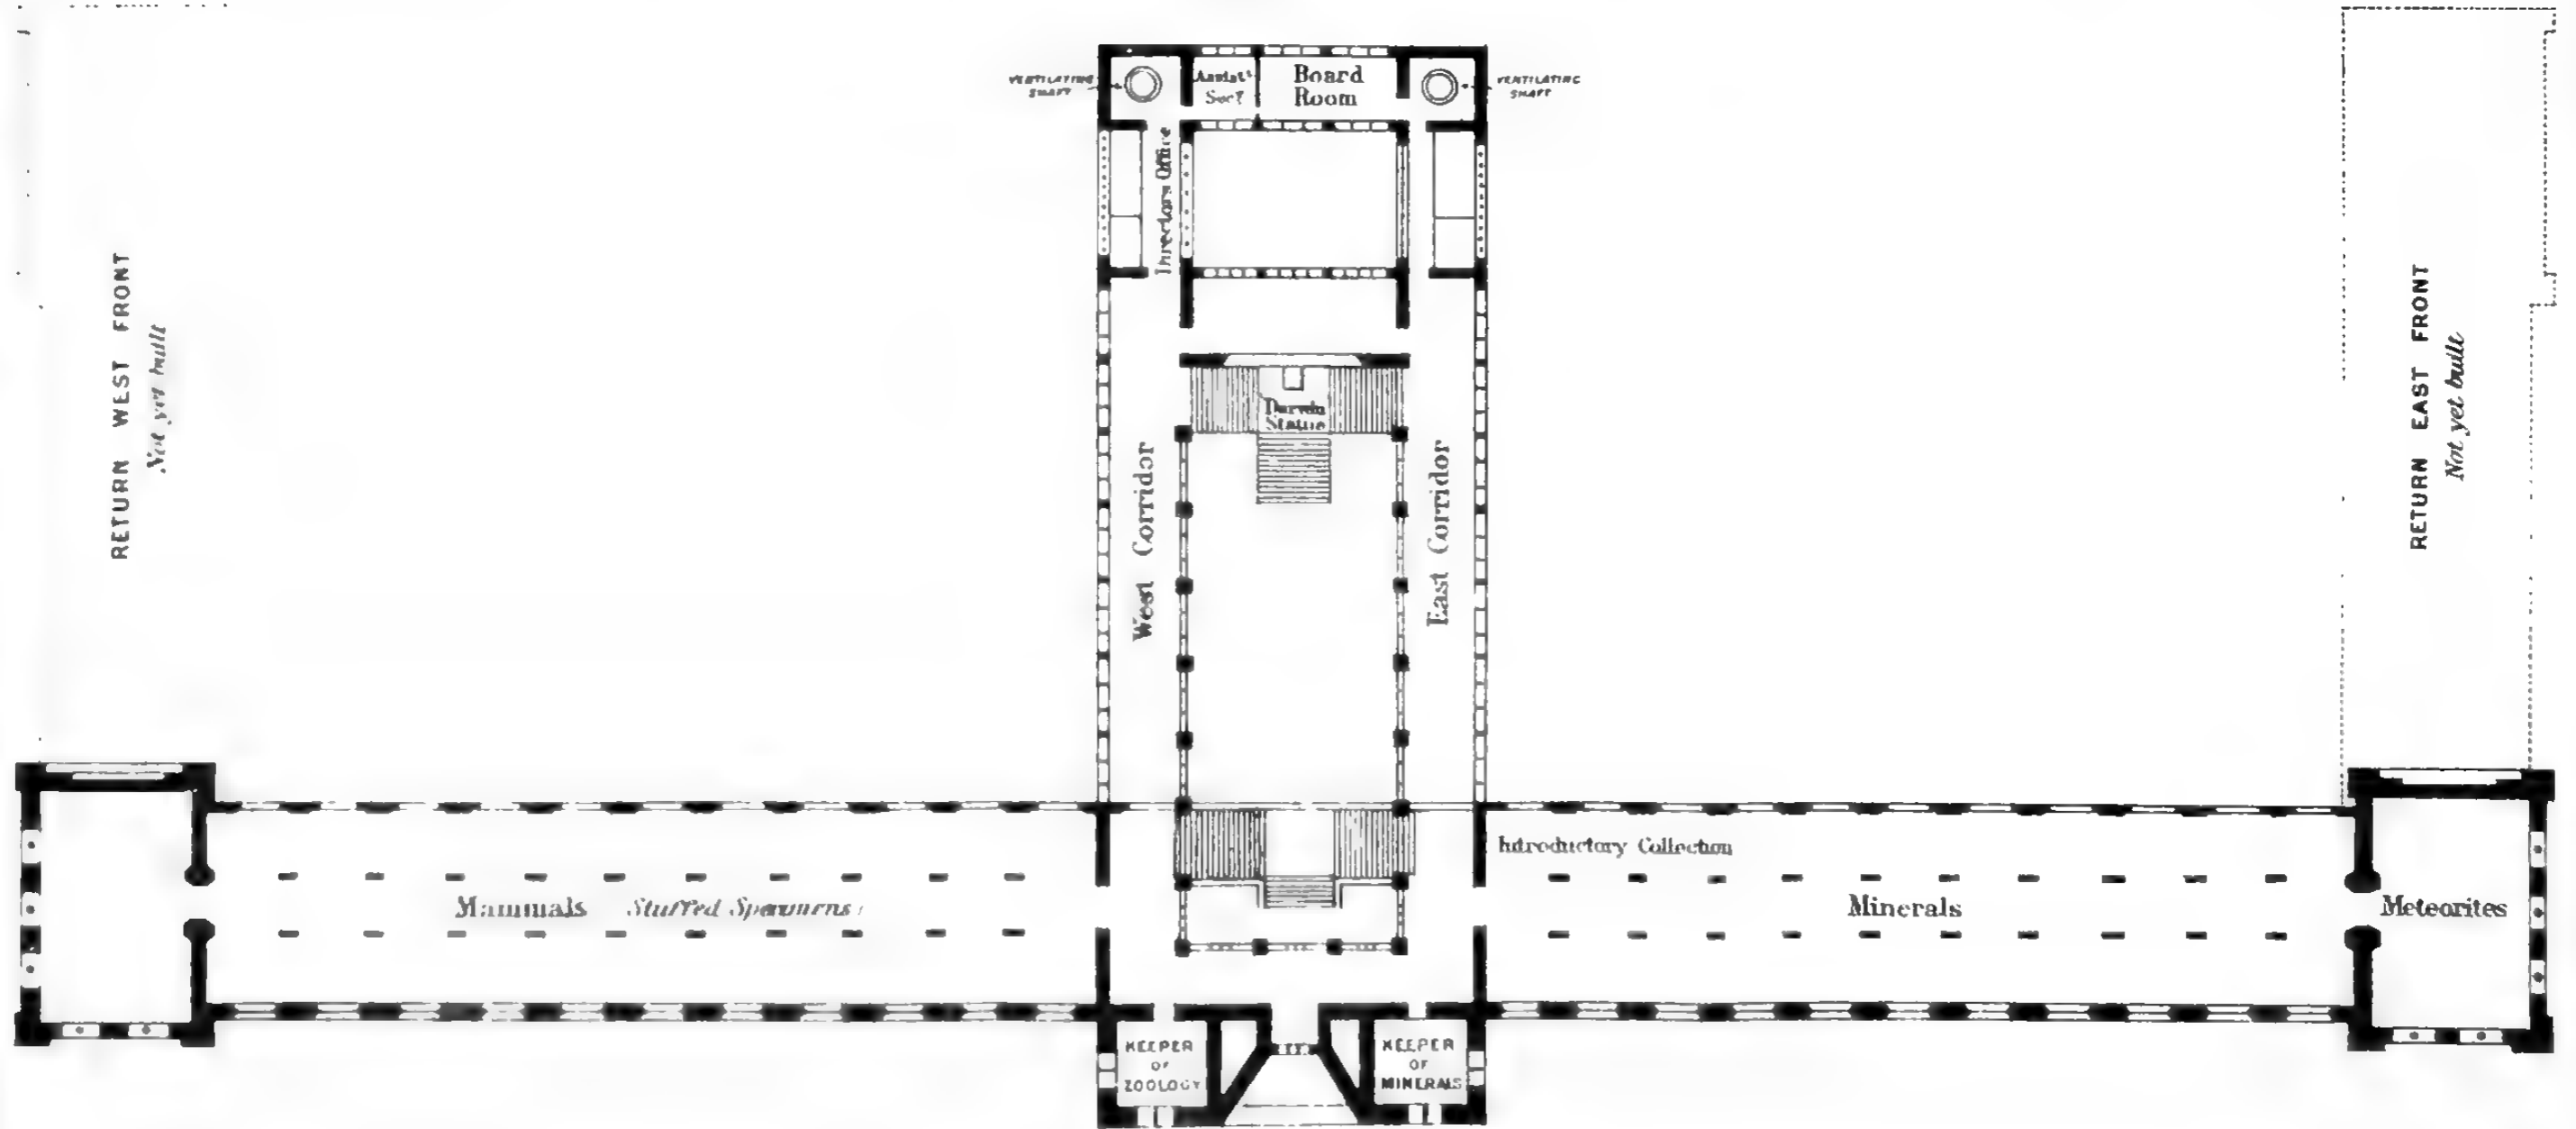 VENTILATING
SHAFT
Assist.t
Sec.y
Board
Room
VENTILATING
SHAFT
Directors Office
RETURN WEST FRONT
Not yet built
RETURN EAST FRONT
Not yet built
Darwin
Statue
West Corridor
East Corridor
Introductory Collection
Mammals Stuffed Specimens
Minerals
Meteorites
KEEPER
OF
ZOOLOGY
KEEPER
OF
MINERALS